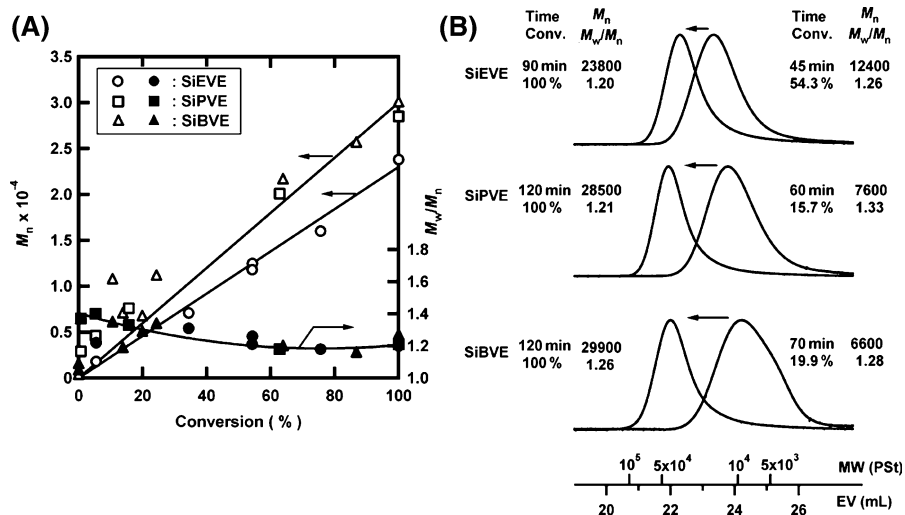 (A)
3.5
3.0
2.5
2.0
1.5
1.0
0.5
0
Mn x 10-4
: SiEVE
: SiPVE
: SiBVE
1.8
1.6
1.4
1.2
1.0
Mw/Mn
0 20 40 60 80 100
Conversion ( % )
(B)
Time Mn
Conv. Mw/Mn
Time Mn
Conv. Mw/Mn
SiEVE
90 min 23800
100 % 1.20
45 min 12400
54.3 % 1.26
SiPVE
120 min 28500
100 % 1.21
60 min 7600
15.7 % 1.33
SiBVE
120 min 29900
100 % 1.26
70 min 6600
19.9 % 1.28
10⁵ 5x10⁴ 10⁴ 5x10³ MW (PSt)
20 22 24 26 EV (mL)